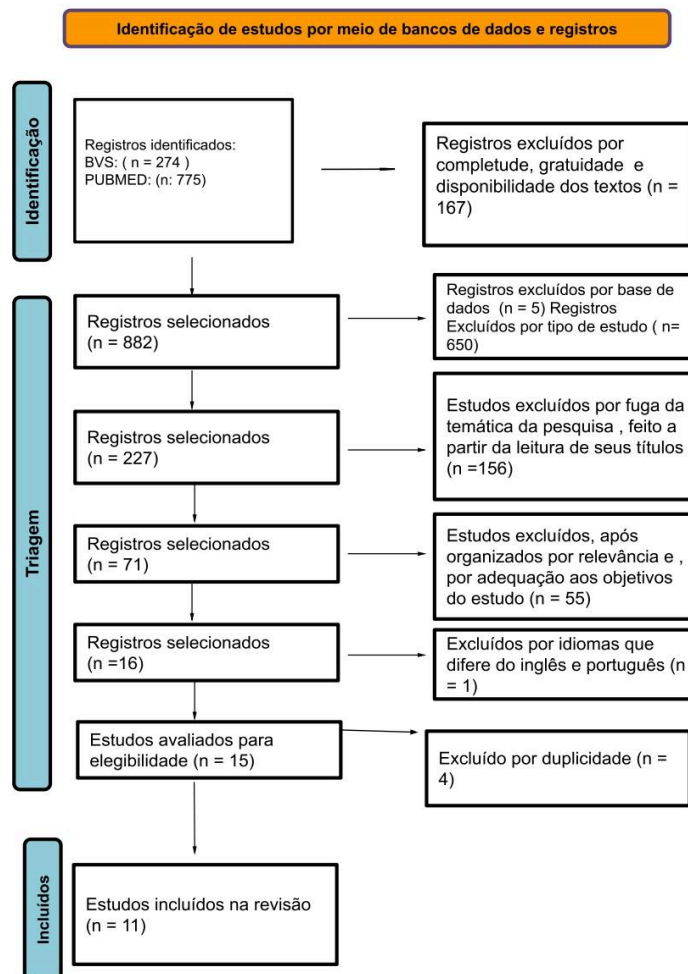 Identificação de estudos por meio de bancos de dados e registros
Identificação
Registros identificados:
BVS: ( n = 274 )
PUBMED: (n: 775)
Registros excluídos por
completude, gratuidade e
disponibilidade dos textos (n =
167)
Triagem
Registros selecionados
(n = 882)
Registros excluídos por base de
dados (n = 5) Registros
Excluídos por tipo de estudo ( n=
650)
Registros selecionados
(n = 227)
Estudos excluídos por fuga da
temática da pesquisa , feito a
partir da leitura de seus títulos
(n =156)
Registros selecionados
(n = 71)
Estudos excluídos, após
organizados por relevância e ,
por adequação aos objetivos
do estudo (n = 55)
Registros selecionados
(n =16)
Excluídos por idiomas que
difere do inglês e português (n
= 1)
Estudos avaliados para
elegibilidade (n = 15)
Excluído por duplicidade (n =
4)
Incluídos
Estudos incluídos na revisão
(n = 11)